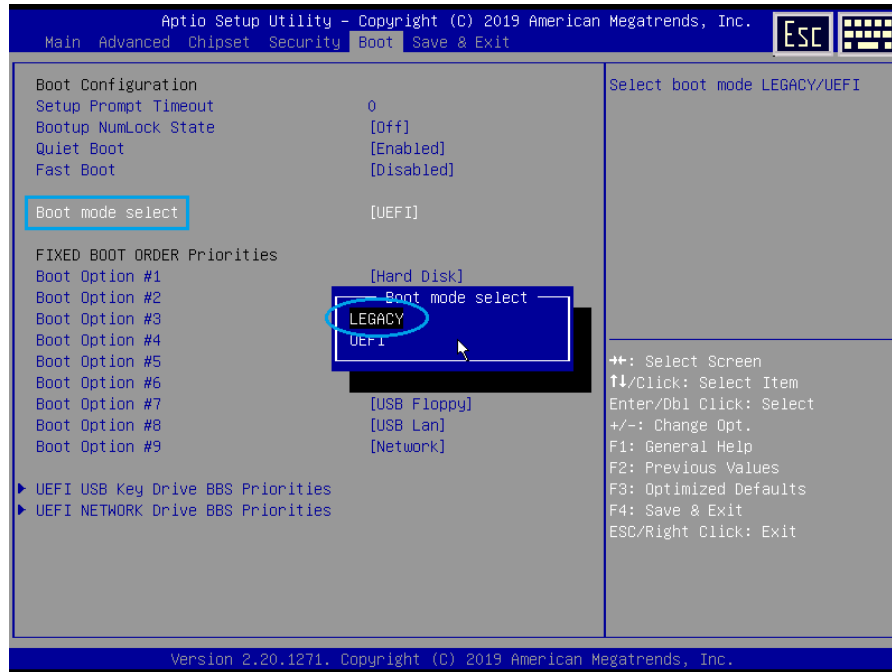 Aptio Setup Utility – Copyright (C) 2019 American Megatrends, Inc.
Esc
Main Advanced Chipset Security Boot Save & Exit
Boot Configuration
Setup Prompt Timeout 0
Bootup NumLock State [Off]
Quiet Boot [Enabled]
Fast Boot [Disabled]
Boot mode select [UEFI]
FIXED BOOT ORDER Priorities
Boot Option #1 [Hard Disk]
Boot Option #2
Boot Option #3
Boot Option #4
Boot Option #5
Boot Option #6
Boot Option #7 [USB Floppy]
Boot Option #8 [USB Lan]
Boot Option #9 [Network]
UEFI USB Key Drive BBS Priorities
UEFI NETWORK Drive BBS Priorities
Boot mode select
LEGACY
UEFI
Select boot mode LEGACY/UEFI
→←: Select Screen
↑↓/Click: Select Item
Enter/Dbl Click: Select
+/-: Change Opt.
F1: General Help
F2: Previous Values
F3: Optimized Defaults
F4: Save & Exit
ESC/Right Click: Exit
Version 2.20.1271. Copyright (C) 2019 American Megatrends, Inc.